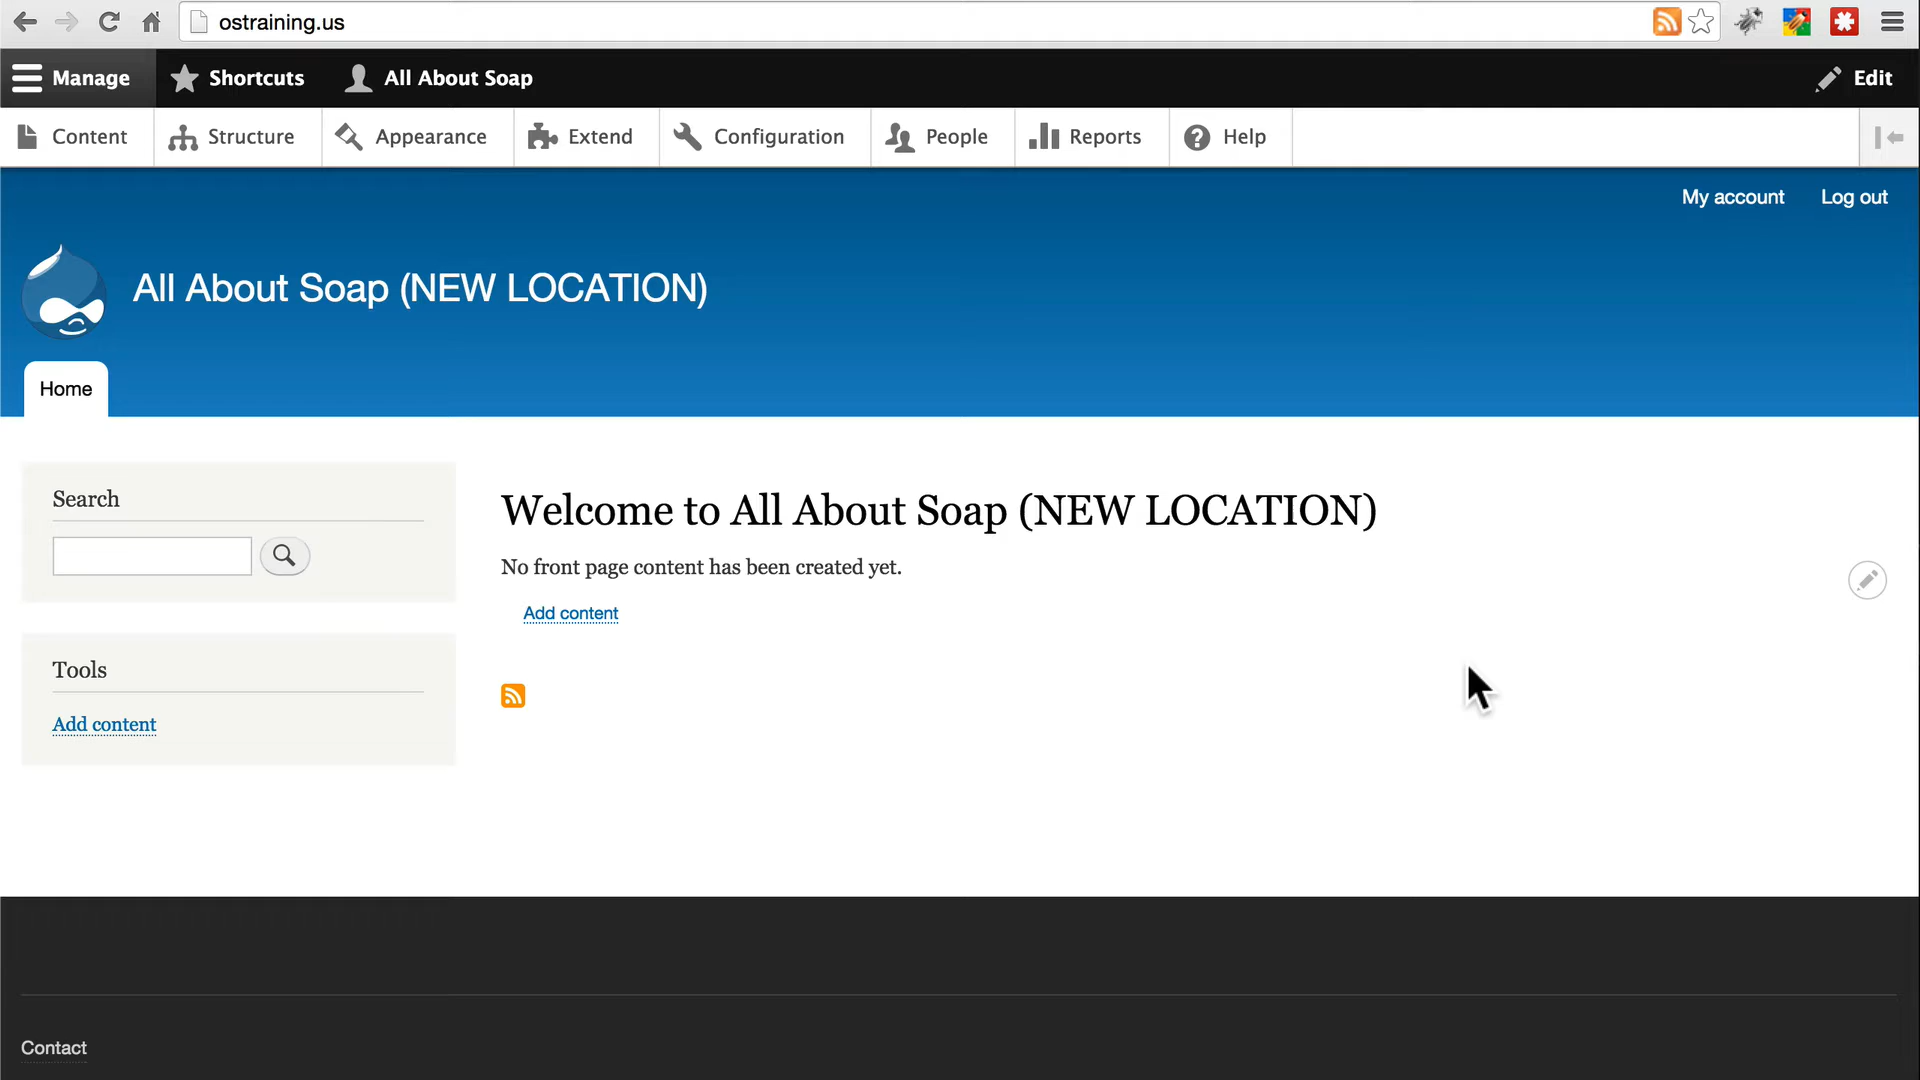 ostraining.us
Manage Shortcuts All About Soap Edit
Content Structure Appearance Extend Configuration People Reports Help
My account Log out
All About Soap (NEW LOCATION)
Home
Search
Welcome to All About Soap (NEW LOCATION)
No front page content has been created yet.
Add content
Tools
Add content
Contact